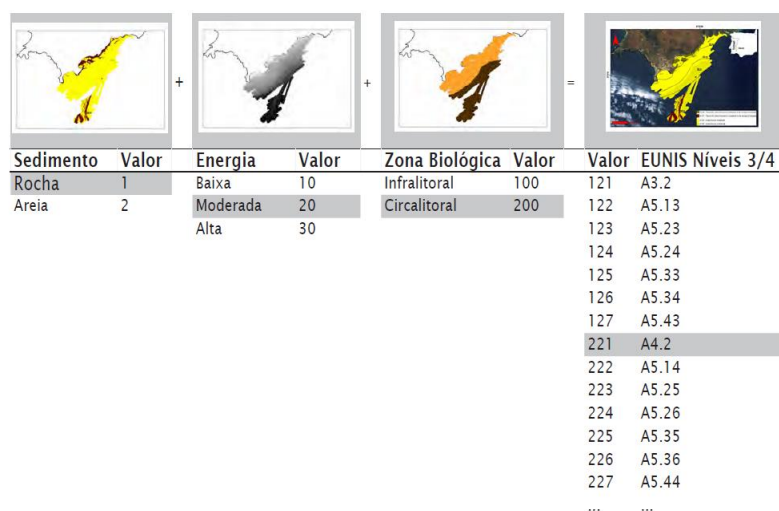 + + =
Sedimento Valor Energia Valor Zona Biológica Valor Valor EUNIS Níveis 3/4
Rocha 1 Baixa 10 Infralitoral 100 121 A3.2
Areia 2 Moderada 20 Circalitoral 200 122 A5.13
Alta 30 123 A5.23
124 A5.24
125 A5.33
126 A5.34
127 A5.43
221 A4.2
222 A5.14
223 A5.25
224 A5.26
225 A5.35
226 A5.36
227 A5.44
... ...